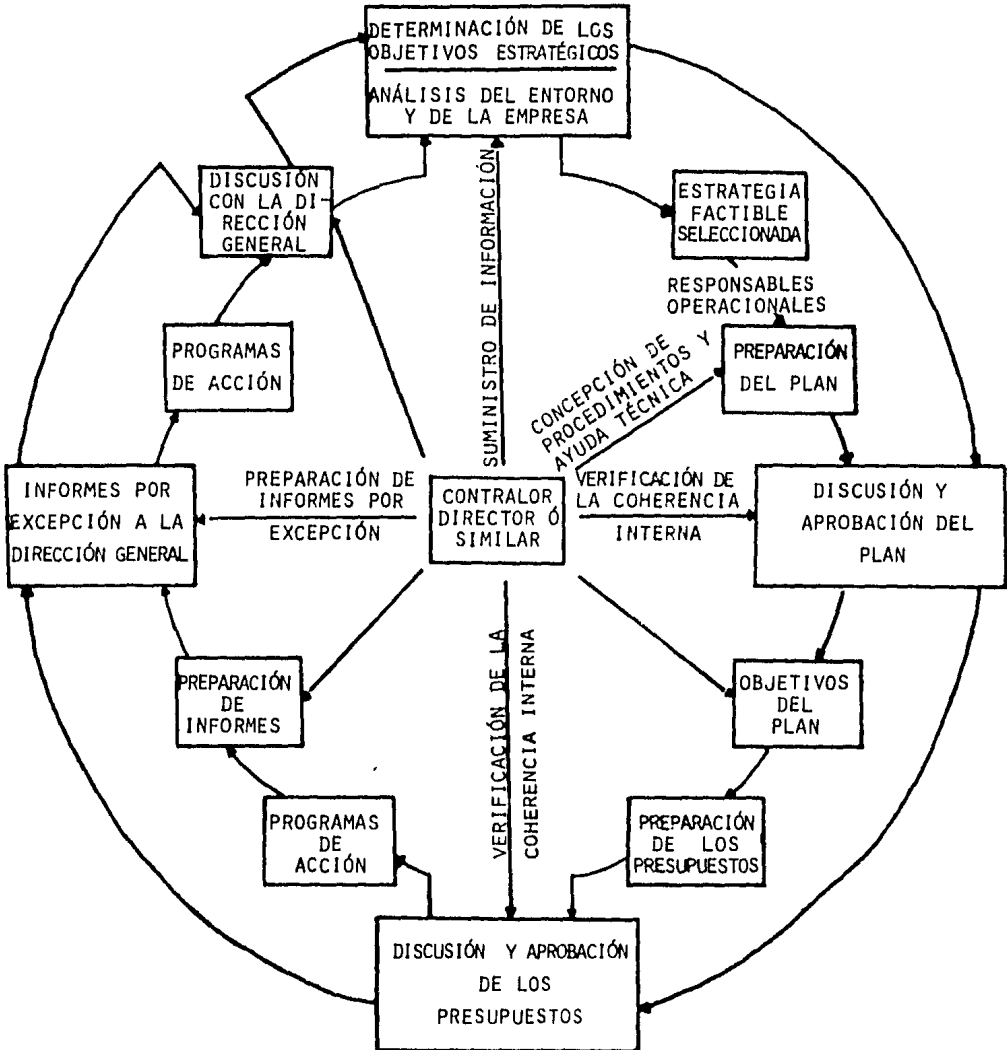 DETERMINACIÓN DE LOS
OBJETIVOS ESTRATÉGICOS
ANÁLISIS DEL ENTORNO
Y DE LA EMPRESA
DISCUSIÓN
CON LA DI-
RECCIÓN
GENERAL
ESTRATEGIA
FACTIBLE
SELECCIONADA
RESPONSABLES
OPERACIONALES
PROGRAMAS
DE ACCIÓN
SUMINISTRO DE INFORMACIÓN
CONCEPCIÓN DE
PROCEDIMIENTOS Y
AYUDA TÉCNICA
PREPARACIÓN
DEL PLAN
INFORMES POR
EXCEPCIÓN A LA
DIRECCIÓN GENERAL
PREPARACIÓN DE
INFORMES POR
EXCEPCIÓN
CONTRALOR
DIRECTOR Ó
SIMILAR
VERIFICACIÓN DE
LA COHERENCIA
INTERNA
DISCUSIÓN Y
APROBACIÓN DEL
PLAN
PREPARACIÓN
DE
INFORMES
VERIFICACIÓN DE LA
COHERENCIA INTERNA
OBJETIVOS
DEL
PLAN
PROGRAMAS
DE
ACCIÓN
PREPARACIÓN
DE LOS
PRESUPUESTOS
DISCUSIÓN Y APROBACIÓN
DE LOS
PRESUPUESTOS